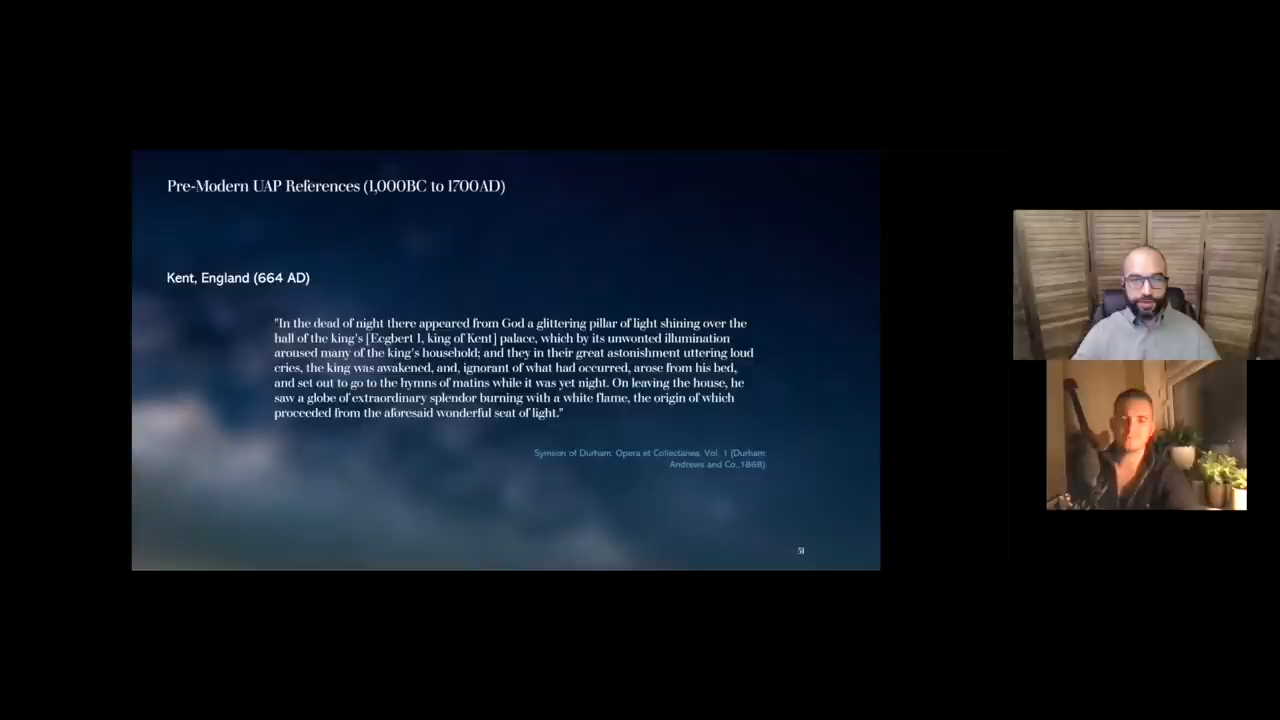 Pre-Modern UAP References (1,000BC to 1700AD)
Kent, England (664 AD)
"In the dead of night there appeared from God a glittering pillar of light shining over the
hall of the king's [Ecgbert I, king of Kent] palace, which by its unwonted illumination
aroused many of the king's household; and they in their great astonishment uttering loud
cries, the king was awakened, and, ignorant of what had occurred, arose from his bed,
and set out to go to the hymns of matins while it was yet night. On leaving the house, he
saw a globe of extraordinary splendor burning with a white flame, the origin of which
proceeded from the aforesaid wonderful seat of light."
Symeon of Durham: Opera et Collectanea, Vol. 1 (Durham:
Andrews and Co.,1868)
51